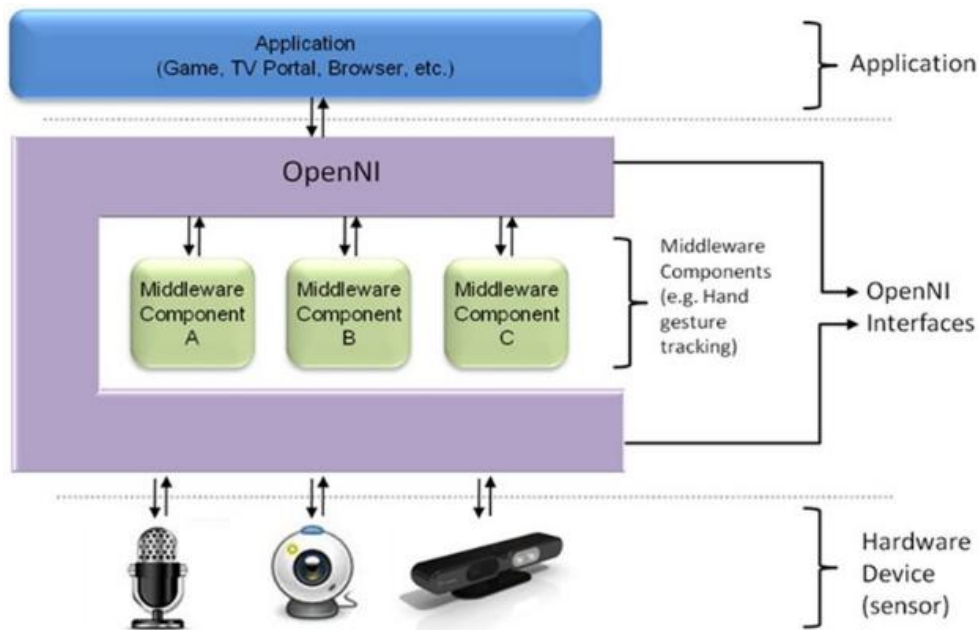 Application
(Game, TV Portal, Browser, etc.)
Application
OpenNI
Middleware
Component
A
Middleware
Component
B
Middleware
Component
C
Middleware
Components
(e.g. Hand
gesture
tracking)
OpenNI
Interfaces
Hardware
Device
(sensor)